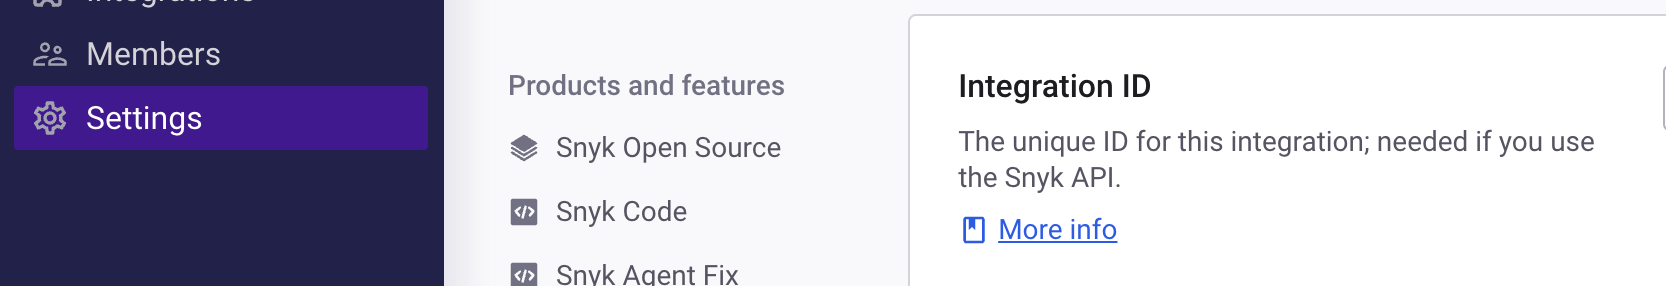 Integrations
Members
Settings
Products and features
Snyk Open Source
Snyk Code
Snyk Agent Fix
Integration ID
The unique ID for this integration; needed if you use
the Snyk API.
More info